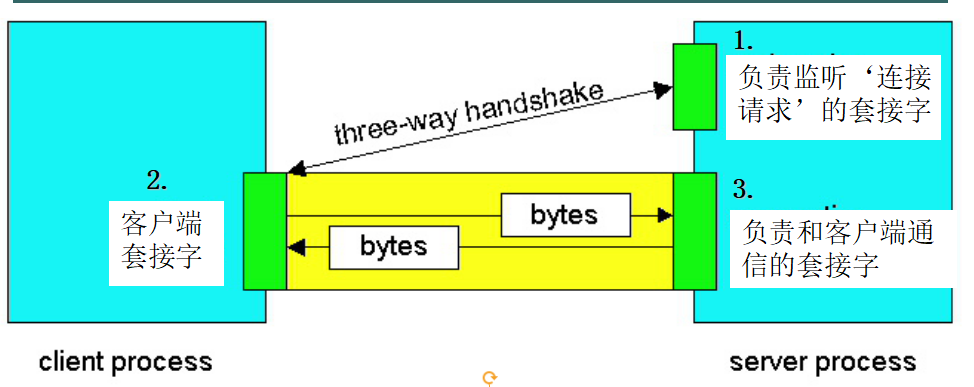 1.
负责监听‘连接
请求’的套接字
three-way handshake
2.
客户端
套接字
bytes
bytes
3.
负责和客户端通
信的套接字
client process
server process